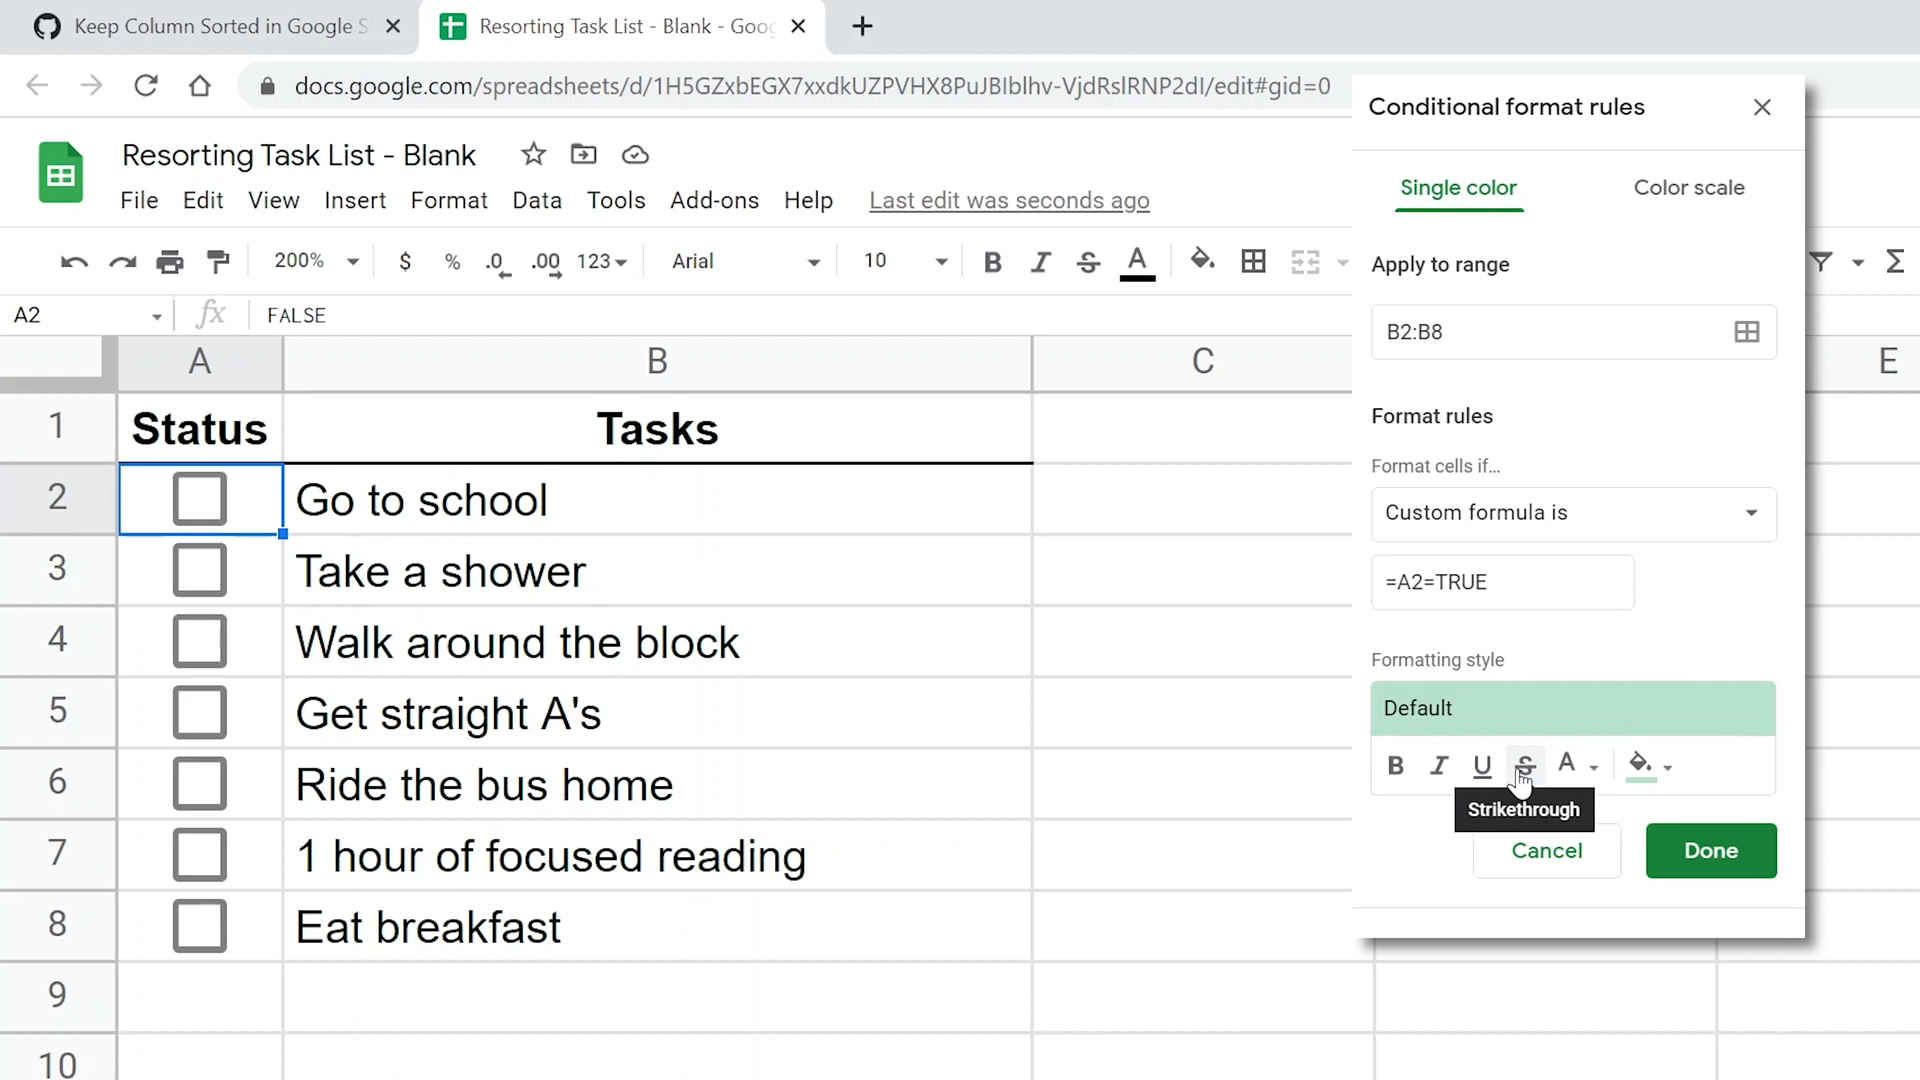 Keep Column Sorted in Google S
Resorting Task List - Blank - Goog
docs.google.com/spreadsheets/d/1H5GZxbEGX7xxdkUZPVHX8PuJBIblhv-VjdRslRNP2dI/edit#gid=0
Resorting Task List - Blank
File Edit View Insert Format Data Tools Add-ons Help Last edit was seconds ago
200% $ % .0 .00 123 Arial 10 B I S A Σ
A2 fx FALSE
A B C E
1 Status Tasks
2 Go to school
3 Take a shower
4 Walk around the block
5 Get straight A's
6 Ride the bus home
7 1 hour of focused reading
8 Eat breakfast
9
10
Conditional format rules
Single color Color scale
Apply to range
B2:B8
Format rules
Format cells if...
Custom formula is
=A2=TRUE
Formatting style
Default
B I U S A
Strikethrough
Cancel Done